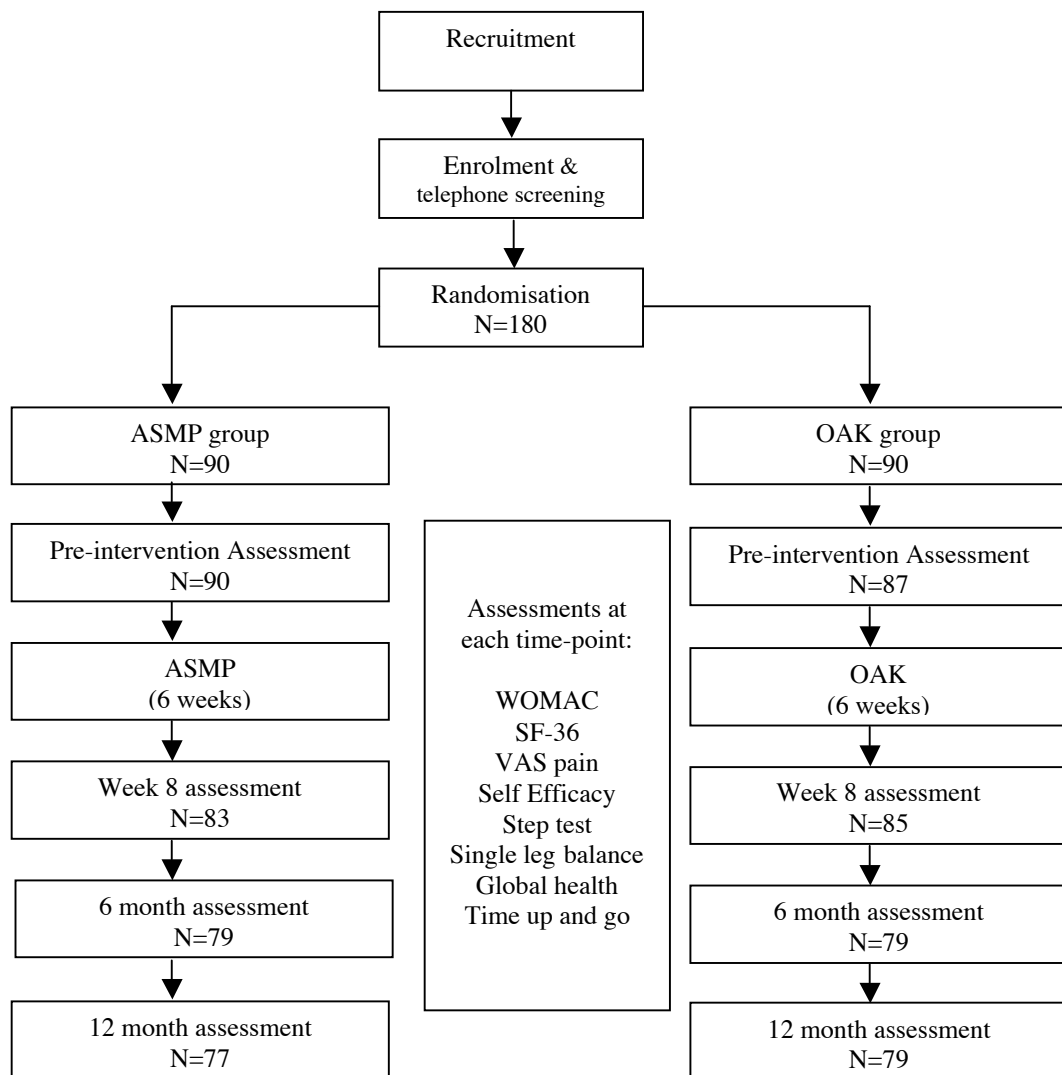 Recruitment
Enrolment &
telephone screening
Randomisation
N=180
ASMP group
N=90
OAK group
N=90
Pre-intervention Assessment
N=90
Pre-intervention Assessment
N=87
Assessments at
each time-point:
WOMAC
SF-36
VAS pain
Self Efficacy
Step test
Single leg balance
Global health
Time up and go
ASMP
(6 weeks)
OAK
(6 weeks)
Week 8 assessment
N=83
Week 8 assessment
N=85
6 month assessment
N=79
6 month assessment
N=79
12 month assessment
N=77
12 month assessment
N=79